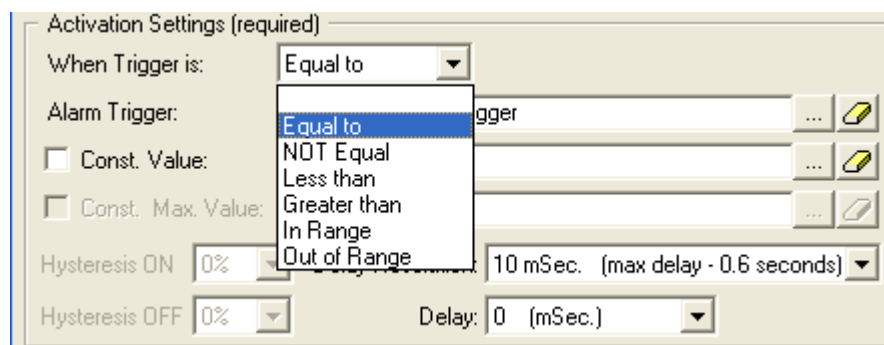 Activation Settings (required)
When Trigger is: Equal to
Alarm Trigger: gger ...
Equal to
Const. Value: ...
NOT Equal
Less than
Const. Max. Value: ...
Greater than
In Range
Hysteresis ON 0% 10 mSec. (max delay - 0.6 seconds)
Out of Range
Hysteresis OFF 0% Delay: 0 (mSec.)